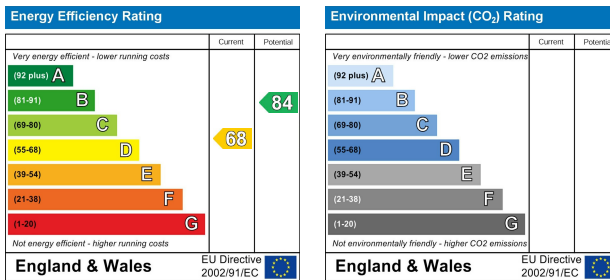 Energy Efficiency Rating
Current Potential
Very energy efficient - lower running costs
(92 plus) A
(81-91) B
84
(69-80) C
68
(55-68) D
(39-54) E
(21-38) F
(1-20) G
Not energy efficient - higher running costs
England & Wales
EU Directive
2002/91/EC
Environmental Impact (CO2) Rating
Current Potential
Very environmentally friendly - lower CO2 emissions
(92 plus) A
(81-91) B
(69-80) C
(55-68) D
(39-54) E
(21-38) F
(1-20) G
Not environmentally friendly - higher CO2 emissions
England & Wales
EU Directive
2002/91/EC